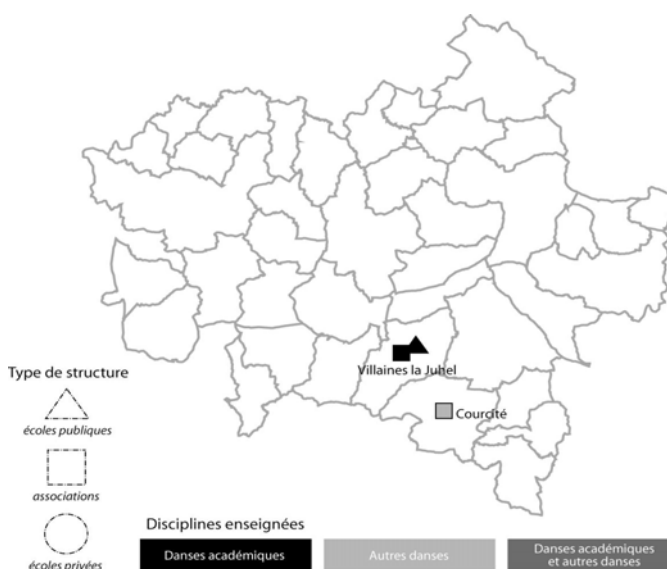 Villaines la Juhel
Courcité
Type de structure
écoles publiques
associations
écoles privées
Disciplines enseignées
Danses académiques
Autres danses
Danses académiques
et autres danses